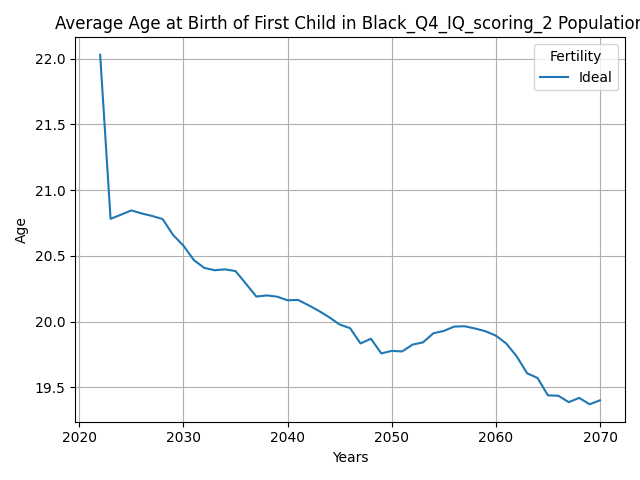 Average Age at Birth of First Child in Black_Q4_IQ_scoring_2 Population
Fertility
Ideal
22.0
21.5
21.0
20.5
20.0
19.5
Age
2020 2030 2040 2050 2060 2070
Years